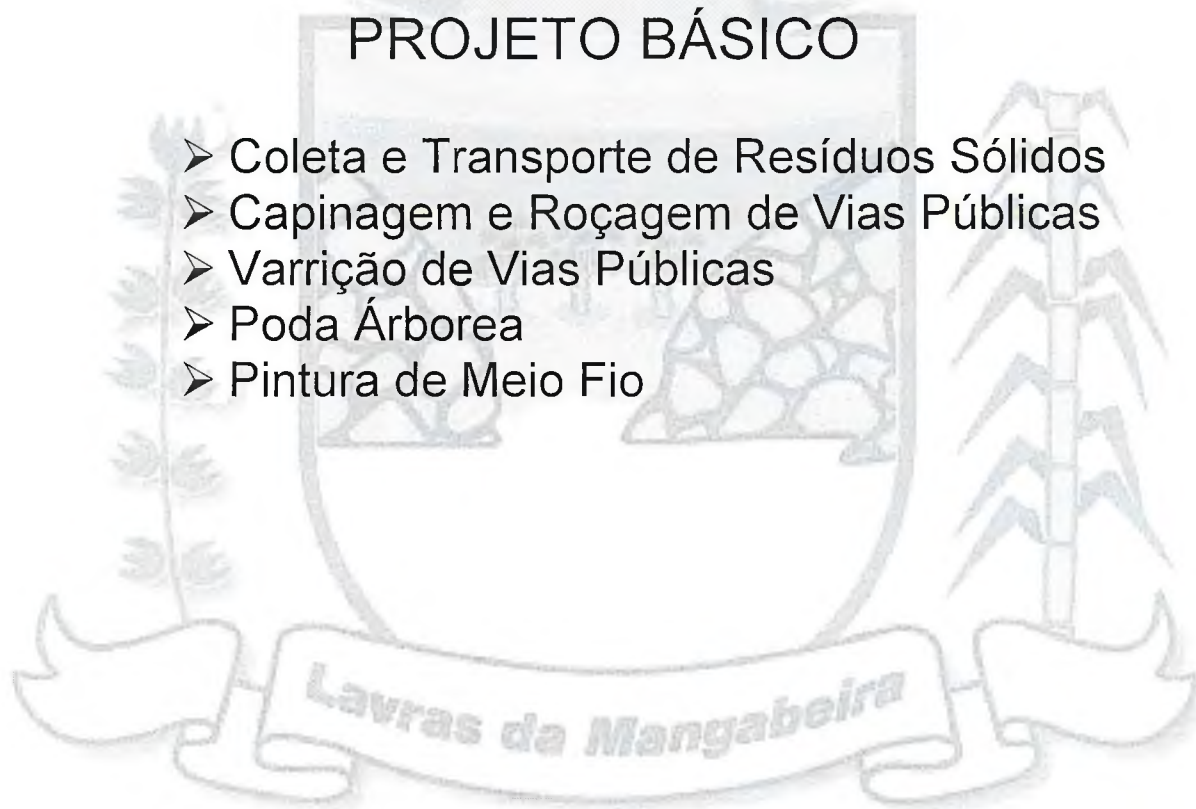 PROJETO BÁSICO
➢ Coleta e Transporte de Resíduos Sólidos
➢ Capinagem e Roçagem de Vias Públicas
➢ Varrição de Vias Públicas
➢ Poda Árborea
➢ Pintura de Meio Fio
Lavras da Mangabeira